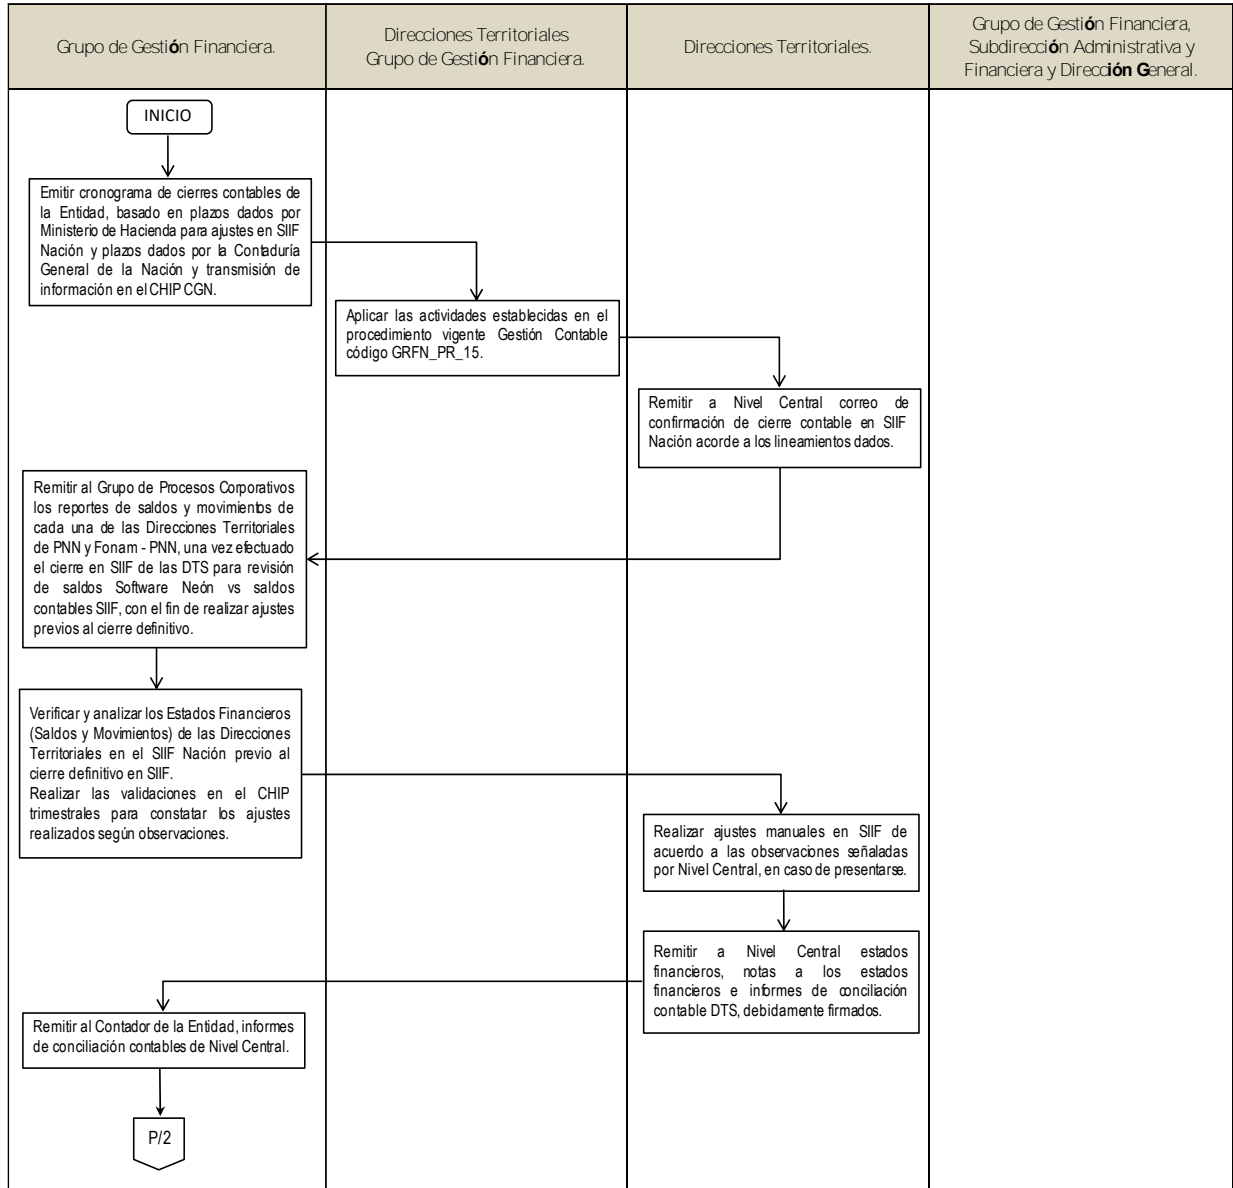 Grupo de Gestión Financiera.
Direcciones Territoriales
Grupo de Gestión Financiera.
Direcciones Territoriales.
Grupo de Gestión Financiera,
Subdirección Administrativa y
Financiera y Dirección General.
INICIO
Emitir cronograma de cierres contables de
la Entidad, basado en plazos dados por
Ministerio de Hacienda para ajustes en SIIF
Nación y plazos dados por la Contaduría
General de la Nación y transmisión de
información en el CHIP CGN.
Aplicar las actividades establecidas en el
procedimiento vigente Gestión Contable
código GRFN_PR_15.
Remitir a Nivel Central correo de
confirmación de cierre contable en SIIF
Nación acorde a los lineamientos dados.
Remitir al Grupo de Procesos Corporativos
los reportes de saldos y movimientos de
cada una de las Direcciones Territoriales
de PNN y Fonam - PNN, una vez efectuado
el cierre en SIIF de las DTS para revisión
de saldos Software Neón vs saldos
contables SIIF, con el fin de realizar ajustes
previos al cierre definitivo.
Verificar y analizar los Estados Financieros
(Saldos y Movimientos) de las Direcciones
Territoriales en el SIIF Nación previo al
cierre definitivo en SIIF.
Realizar las validaciones en el CHIP
trimestrales para constatar los ajustes
realizados según observaciones.
Realizar ajustes manuales en SIIF de
acuerdo a las observaciones señaladas
por Nivel Central, en caso de presentarse.
Remitir a Nivel Central estados
financieros, notas a los estados
financieros e informes de conciliación
contable DTS, debidamente firmados.
Remitir al Contador de la Entidad, informes
de conciliación contables de Nivel Central.
P/2